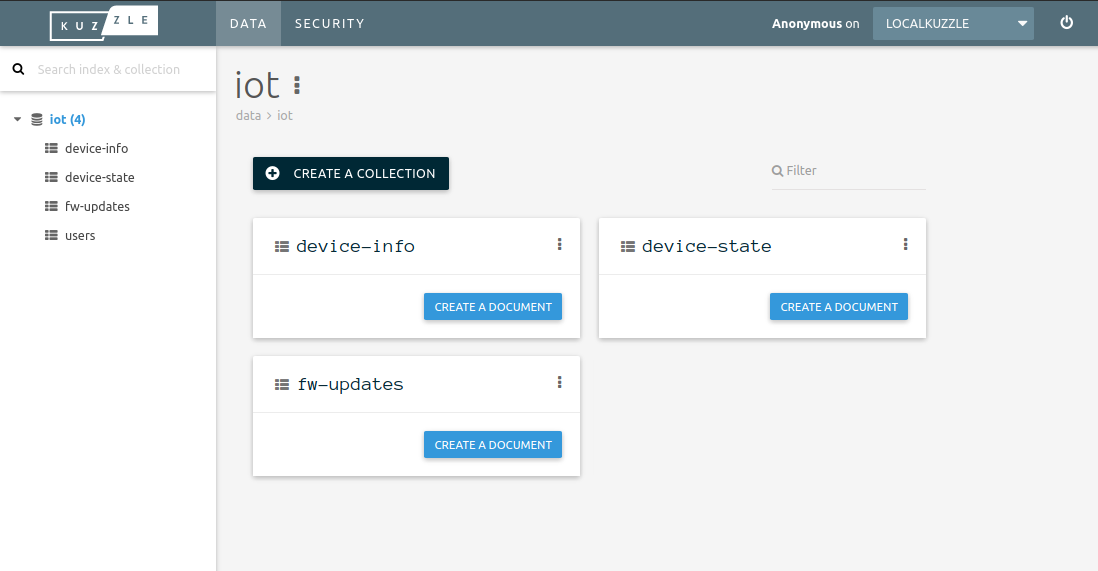 KUZZLE DATA SECURITY Anonymous on LOCALKUZZLE
Search index & collection
iot
data > iot
iot (4)
device-info
device-state
fw-updates
users
CREATE A COLLECTION Filter
device-info device-state
CREATE A DOCUMENT CREATE A DOCUMENT
fw-updates
CREATE A DOCUMENT